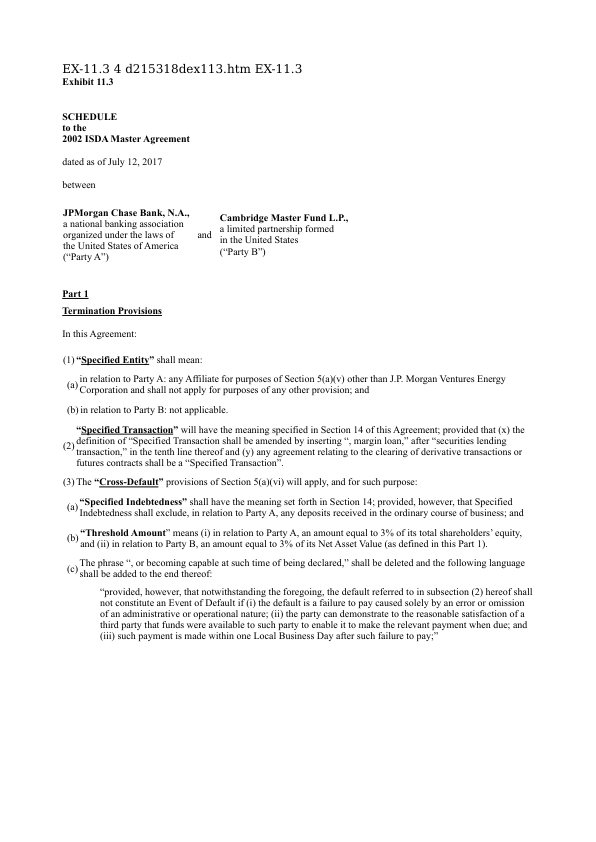 EX-11.3 4 d215318dex113.htm EX-11.3
Exhibit 11.3
SCHEDULE
to the
2002 ISDA Master Agreement
dated as of July 12, 2017
between
JPMorgan Chase Bank, N.A.,
a national banking association
organized under the laws of
the United States of America
(“Party A”)
and
Cambridge Master Fund L.P.,
a limited partnership formed
in the United States
(“Party B”)
Part 1
Termination Provisions
In this Agreement:
(1) “Specified Entity” shall mean:
(a) in relation to Party A: any Affiliate for purposes of Section 5(a)(v) other than J.P. Morgan Ventures Energy
Corporation and shall not apply for purposes of any other provision; and
(b) in relation to Party B: not applicable.
(2) “Specified Transaction” will have the meaning specified in Section 14 of this Agreement; provided that (x) the
definition of “Specified Transaction shall be amended by inserting “, margin loan,” after “securities lending
transaction,” in the tenth line thereof and (y) any agreement relating to the clearing of derivative transactions or
futures contracts shall be a “Specified Transaction”.
(3) The “Cross-Default” provisions of Section 5(a)(vi) will apply, and for such purpose:
(a) “Specified Indebtedness” shall have the meaning set forth in Section 14; provided, however, that Specified
Indebtedness shall exclude, in relation to Party A, any deposits received in the ordinary course of business; and
(b) “Threshold Amount” means (i) in relation to Party A, an amount equal to 3% of its total shareholders’ equity,
and (ii) in relation to Party B, an amount equal to 3% of its Net Asset Value (as defined in this Part 1).
(c) The phrase “, or becoming capable at such time of being declared,” shall be deleted and the following language
shall be added to the end thereof:
“provided, however, that notwithstanding the foregoing, the default referred to in subsection (2) hereof shall
not constitute an Event of Default if (i) the default is a failure to pay caused solely by an error or omission
of an administrative or operational nature; (ii) the party can demonstrate to the reasonable satisfaction of a
third party that funds were available to such party to enable it to make the relevant payment when due; and
(iii) such payment is made within one Local Business Day after such failure to pay;”